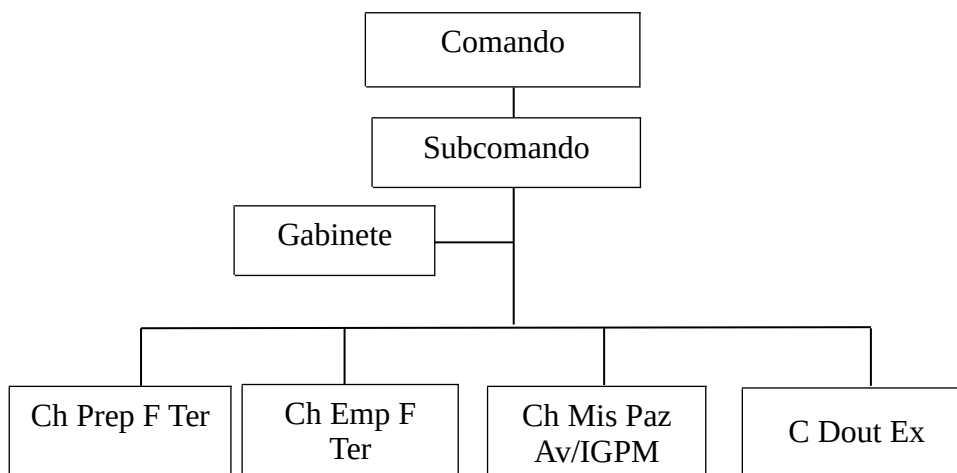 Comando
Subcomando
Gabinete
Ch Prep F Ter
Ch Emp F
Ter
Ch Mis Paz
Av/IGPM
C Dout Ex